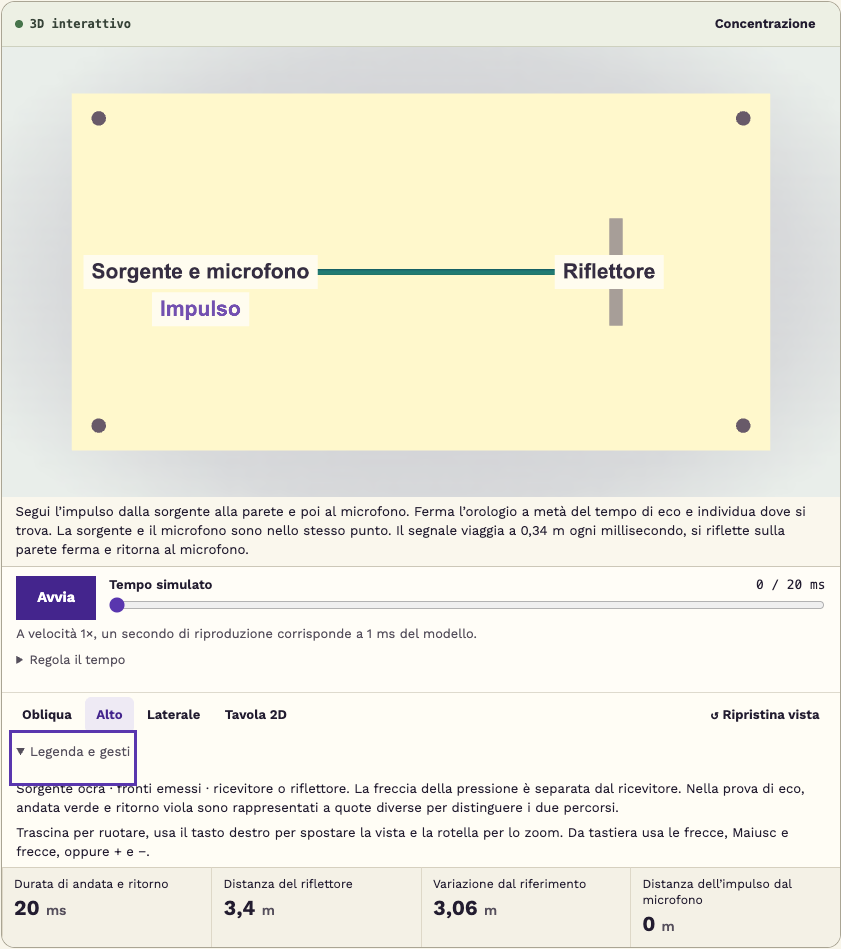 3D interattivo
Concentrazione
Sorgente e microfono
Riflettore
Impulso
Segui l’impulso dalla sorgente alla parete e poi al microfono. Ferma l’orologio a metà del tempo di eco e individua dove si
trova. La sorgente e il microfono sono nello stesso punto. Il segnale viaggia a 0,34 m ogni millisecondo, si riflette sulla
parete ferma e ritorna al microfono.
Avvia
Tempo simulato
0 / 20 ms
A velocità 1×, un secondo di riproduzione corrisponde a 1 ms del modello.
▶ Regola il tempo
Obliqua
Alto
Laterale
Tavola 2D
↺ Ripristina vista
▼ Legenda e gesti
Sorgente ocra · fronti emessi · ricevitore o riflettore. La freccia della pressione è separata dal ricevitore. Nella prova di eco,
andata verde e ritorno viola sono rappresentati a quote diverse per distinguere i due percorsi.
Trascina per ruotare, usa il tasto destro per spostare la vista e la rotella per lo zoom. Da tastiera usa le frecce, Maiusc e
frecce, oppure + e −.
Durata di andata e ritorno
20 ms
Distanza del riflettore
3,4 m
Variazione dal riferimento
3,06 m
Distanza dell’impulso dal
microfono
0 m